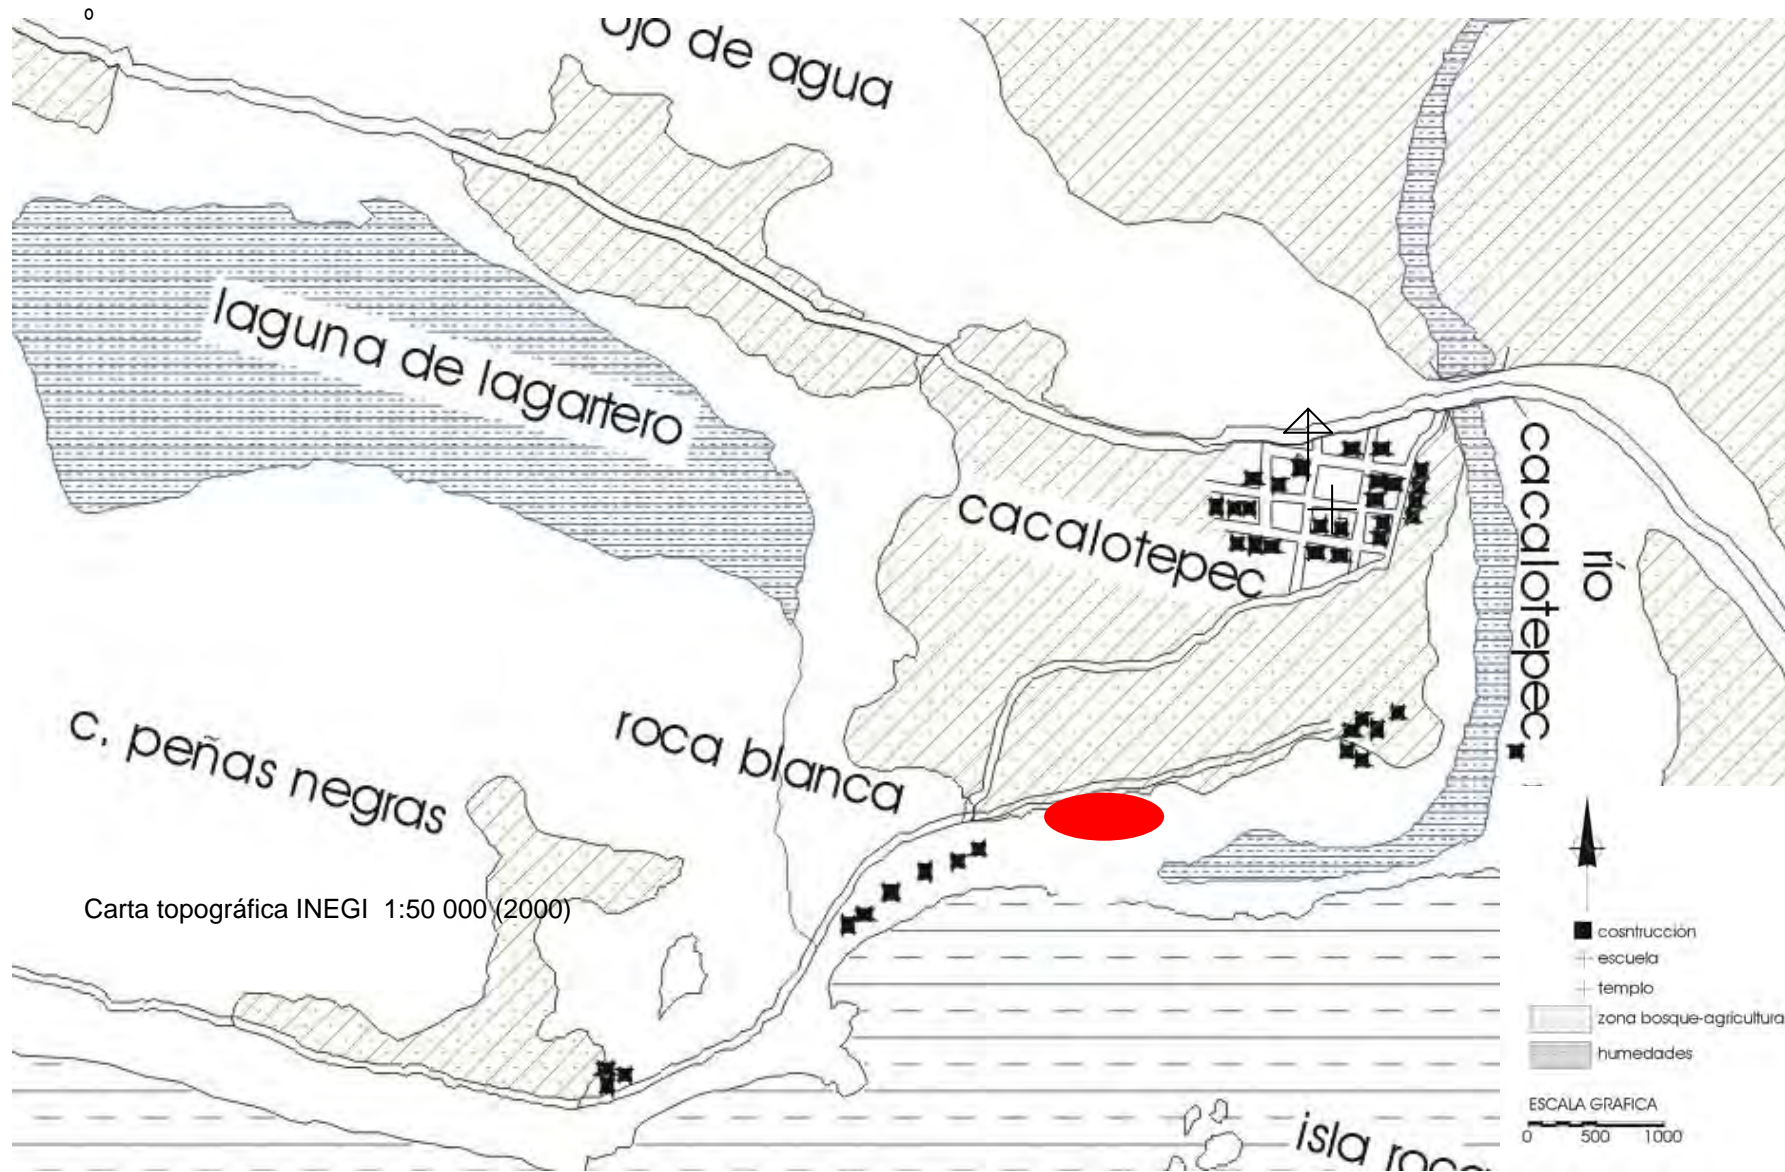 o
ojo de agua
laguna de lagartero
cacalotepec
río
cacalotepec
roca blanca
c. peñas negras
Carta topográfica INEGI 1:50 000 (2000)
cosntrucción
escuela
templo
zona bosque-agricultura
humedades
ESCALA GRAFICA
0 500 1000
isla